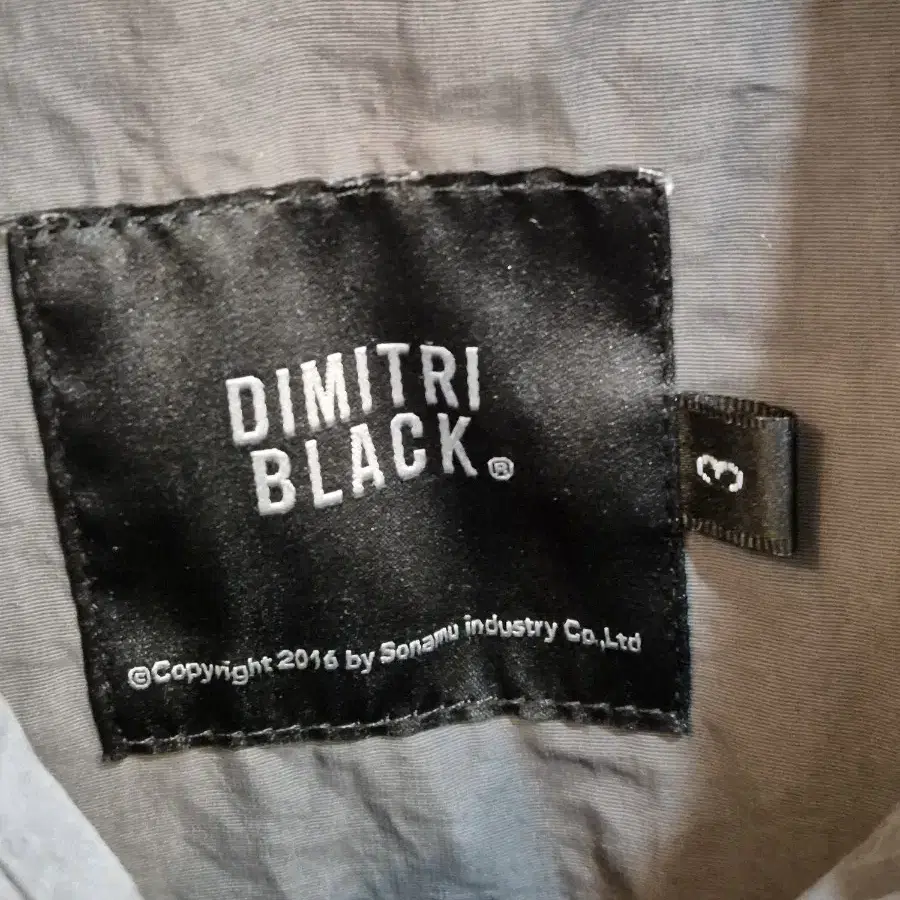 DIMITRI
BLACK®
3
©Copyright 2016 by Sonamu industry Co.,Ltd